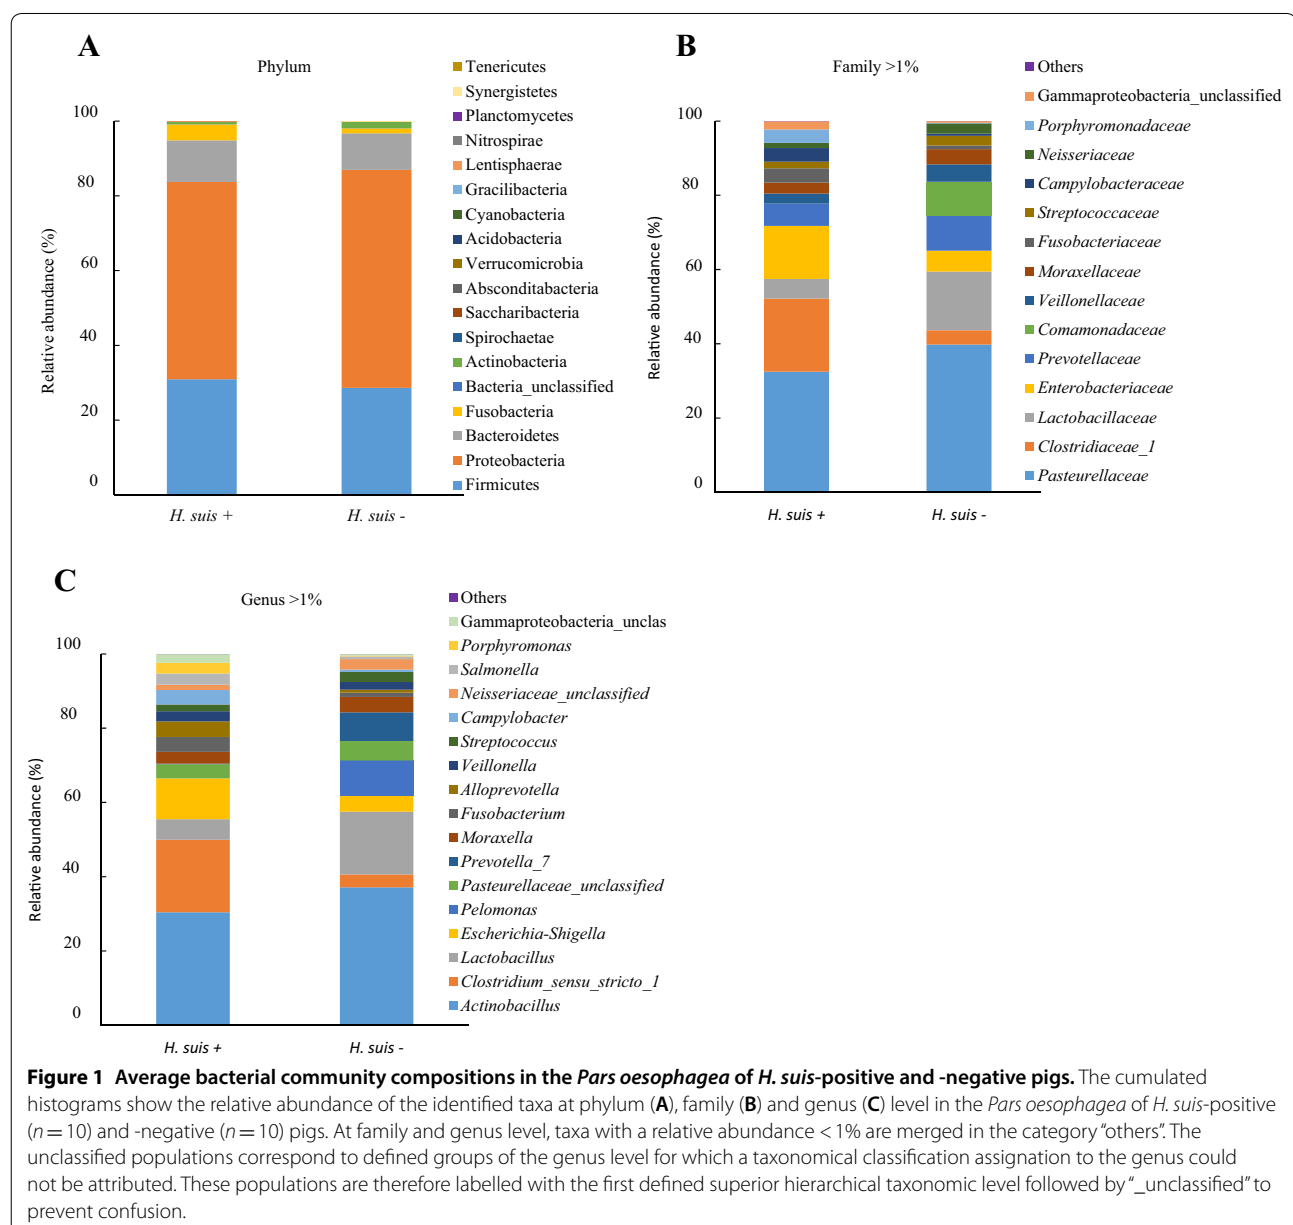 A
Phylum
Relative abundance (%)
100
80
60
40
20
0
H. suis +
H. suis -
Tenericutes
Synergistetes
Planctomycetes
Nitrospirae
Lentisphaerae
Gracilibacteria
Cyanobacteria
Acidobacteria
Verrucomicrobia
Absconditabacteria
Saccharibacteria
Spirochaetae
Actinobacteria
Bacteria_unclassified
Fusobacteria
Bacteroidetes
Proteobacteria
Firmicutes
B
Family >1%
Relative abundance (%)
100
80
60
40
20
0
H. suis +
H. suis -
Others
Gammaproteobacteria_unclassified
Porphyromonadaceae
Neisseriaceae
Campylobacteraceae
Streptococcaceae
Fusobacteriaceae
Moraxellaceae
Veillonellaceae
Comamonadaceae
Prevotellaceae
Enterobacteriaceae
Lactobacillaceae
Clostridiaceae_1
Pasteurellaceae
C
Genus >1%
Relative abundance (%)
100
80
60
40
20
0
H. suis +
H. suis -
Others
Gammaproteobacteria_unclas
Porphyromonas
Salmonella
Neisseriaceae_unclassified
Campylobacter
Streptococcus
Veillonella
Alloprevotella
Fusobacterium
Moraxella
Prevotella_7
Pasteurellaceae_unclassified
Pelomonas
Escherichia-Shigella
Lactobacillus
Clostridium_sensu_stricto_1
Actinobacillus
Figure 1 Average bacterial community compositions in the Pars oesophagea of H. suis-positive and -negative pigs. The cumulated
histograms show the relative abundance of the identified taxa at phylum (A), family (B) and genus (C) level in the Pars oesophagea of H. suis-positive
(n = 10) and -negative (n = 10) pigs. At family and genus level, taxa with a relative abundance < 1% are merged in the category “others”. The
unclassified populations correspond to defined groups of the genus level for which a taxonomical classification assignation to the genus could
not be attributed. These populations are therefore labelled with the first defined superior hierarchical taxonomic level followed by “_unclassified” to
prevent confusion.